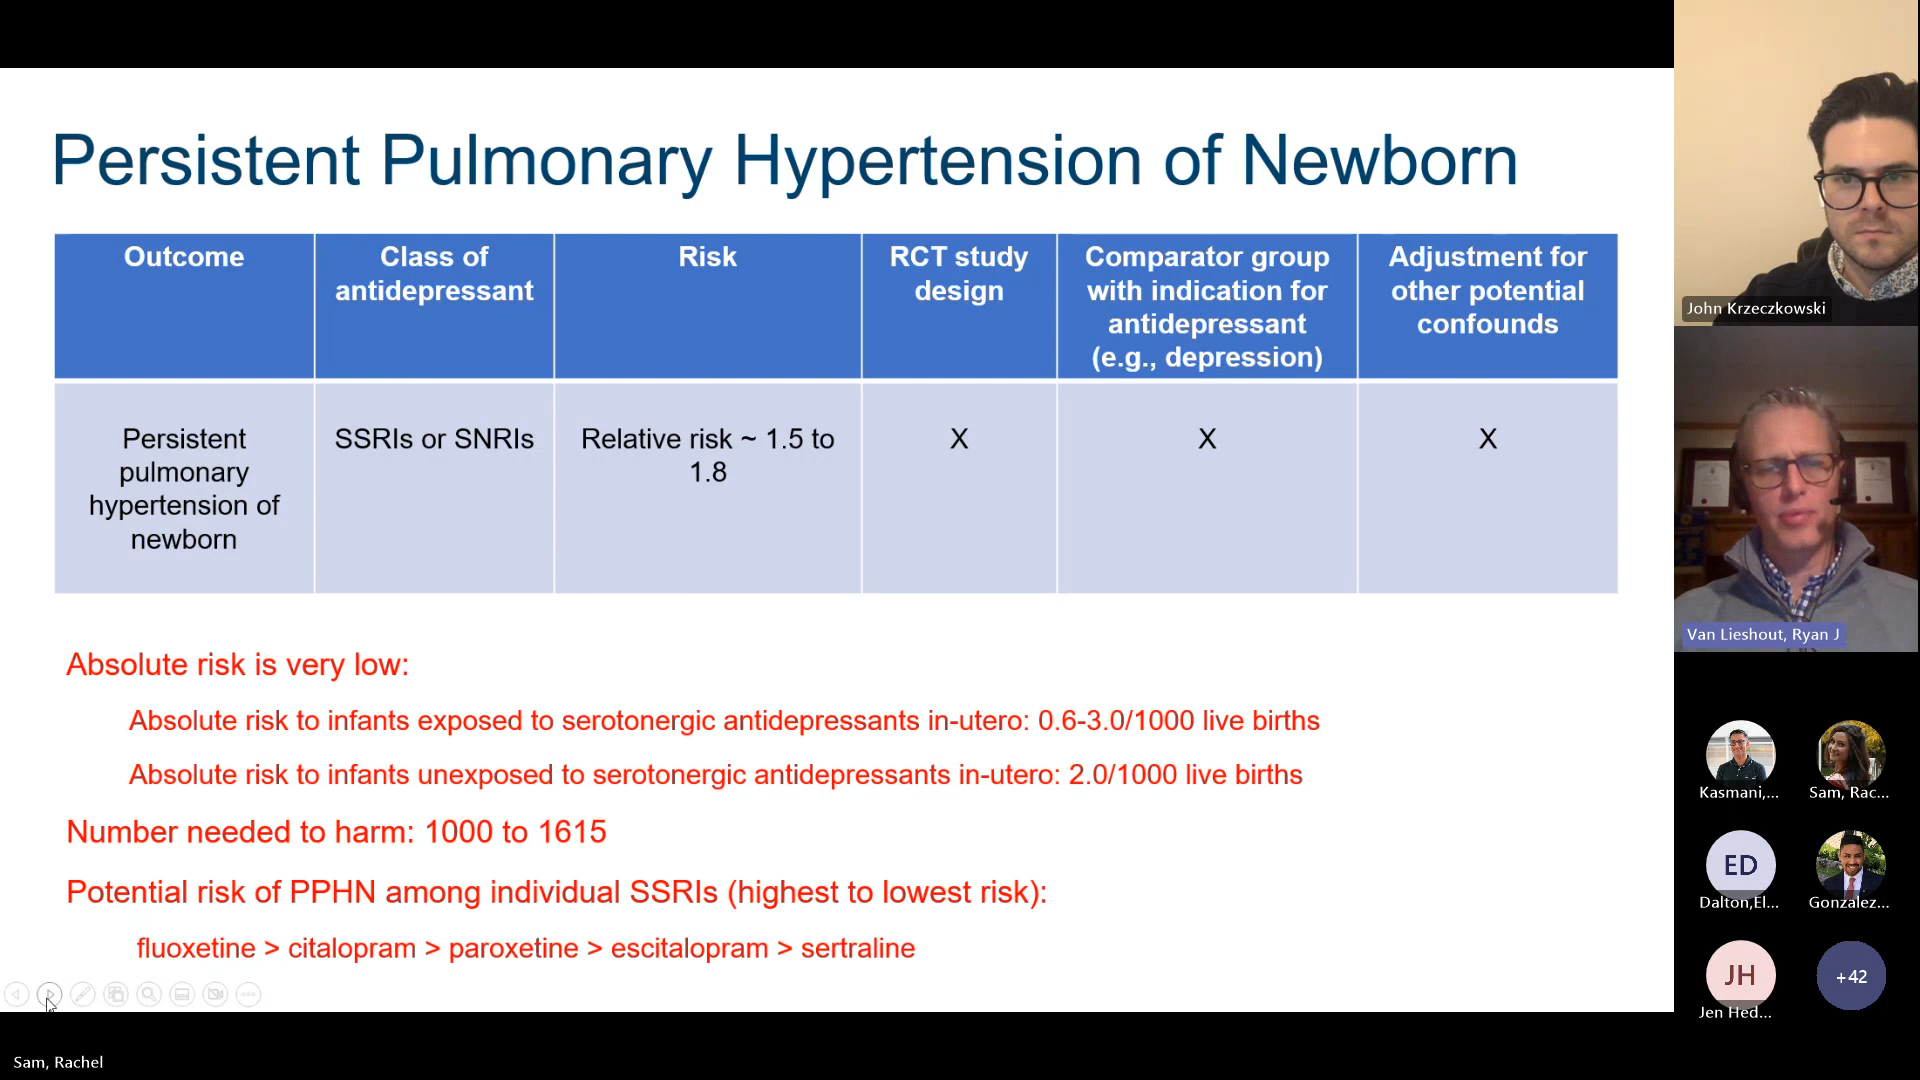 Persistent Pulmonary Hypertension of Newborn
Outcome
Class of
antidepressant
Risk
RCT study
design
Comparator group
with indication for
antidepressant
(e.g., depression)
Adjustment for
other potential
confounds
Persistent
pulmonary
hypertension of
newborn
SSRIs or SNRIs
Relative risk ~ 1.5 to
1.8
X
X
X
Absolute risk is very low:
Absolute risk to infants exposed to serotonergic antidepressants in-utero: 0.6-3.0/1000 live births
Absolute risk to infants unexposed to serotonergic antidepressants in-utero: 2.0/1000 live births
Number needed to harm: 1000 to 1615
Potential risk of PPHN among individual SSRIs (highest to lowest risk):
fluoxetine > citalopram > paroxetine > escitalopram > sertraline
Sam, Rachel
John Krzeczkowski
Van Lieshout, Ryan J
Kasmani,...
Sam, Rac...
ED
Dalton,El...
Gonzalez...
JH
Jen Hed...
+42